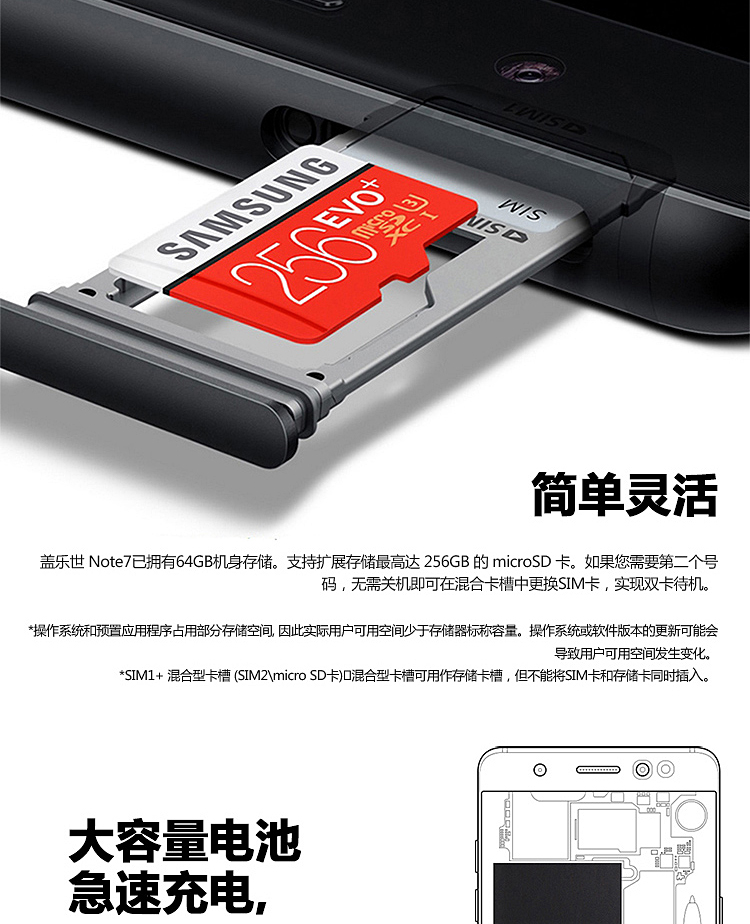 SIM1
SAMSUNG
256 EVO+
micro SD XC I U3
SIM
SIM
简单灵活
盖乐世 Note7已拥有64GB机身存储。支持扩展存储最高达 256GB 的 microSD 卡。如果您需要第二个号
码，无需关机即可在混合卡槽中更换SIM卡，实现双卡待机。
*操作系统和预置应用程序占用部分存储空间, 因此实际用户可用空间少于存储器标称容量。操作系统或软件版本的更新可能会
导致用户可用空间发生变化。
*SIM1+ 混合型卡槽 (SIM2\micro SD卡)▯混合型卡槽可用作存储卡槽，但不能将SIM卡和存储卡同时插入。
大容量电池
急速充电,